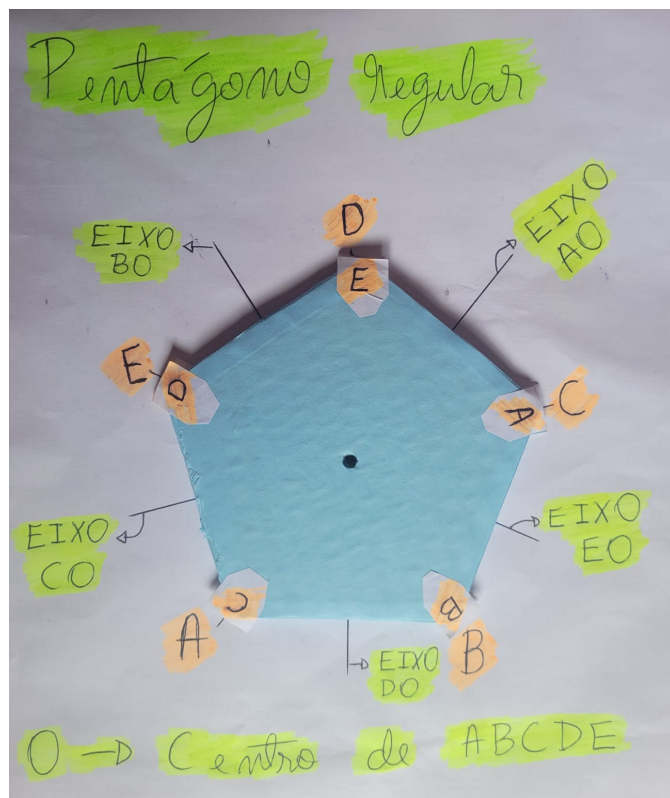 Pentágono regular
D
EIXO
AO
EIXO
BO
E
E
D
A
C
EIXO
CO
EIXO
EO
A
C
B
B
EIXO
DO
O → Centro de ABCDE